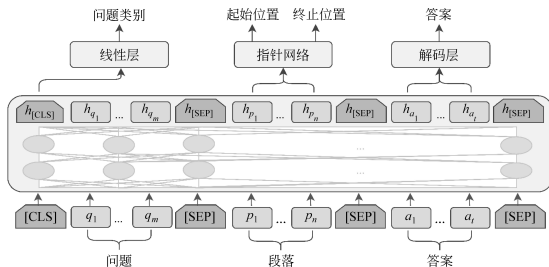 问题类别 起始位置 终止位置 答案
线性层 指针网络 解码层
h[CLS] hq1 ... hqm h[SEP] hp1 ... hpn h[SEP] ha1 ... hat h[SEP]
...
...
[CLS] q1 ... qm [SEP] p1 ... pn [SEP] a1 ... at [SEP]
问题 段落 答案